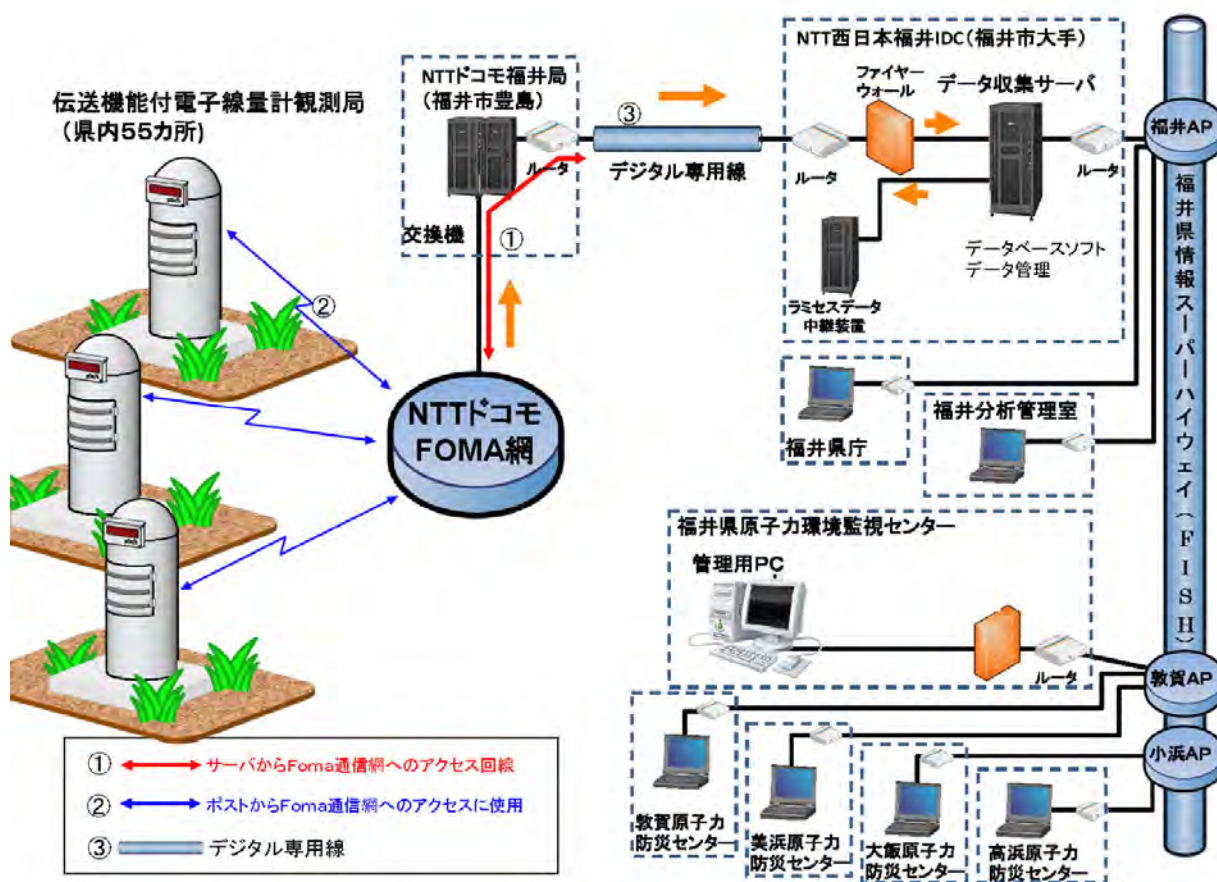 伝送機能付電子線量計観測局
(県内55カ所)
NTTドコモ福井局
(福井市豊島)
ルータ
交換機
①
②
③
デジタル専用線
NTTドコモ
FOMA網
NTT西日本福井IDC(福井市大手)
ファイヤー
ウォール
データ収集サーバ
ルータ
ルータ
データベースソフト
データ管理
ラミセスデータ
中継装置
福井AP
福井県情報スーパーハイウェイ(FISH)
福井県庁
福井分析管理室
福井県原子力環境監視センター
管理用PC
ルータ
敦賀AP
小浜AP
敦賀原子力
防災センター
美浜原子力
防災センター
大飯原子力
防災センター
高浜原子力
防災センター
① サーバからFoma通信網へのアクセス回線
② ポストからFoma通信網へのアクセスに使用
③ デジタル専用線